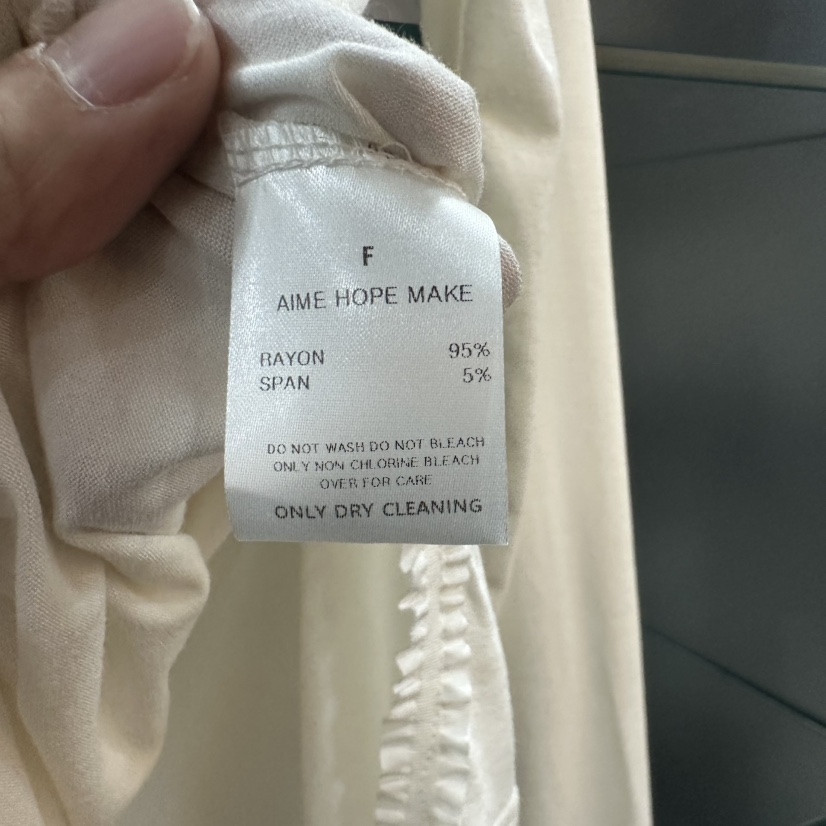 F
AIME HOPE MAKE
RAYON 95%
SPAN 5%
DO NOT WASH DO NOT BLEACH
ONLY NON CHLORINE BLEACH
OVER FOR CARE
ONLY DRY CLEANING